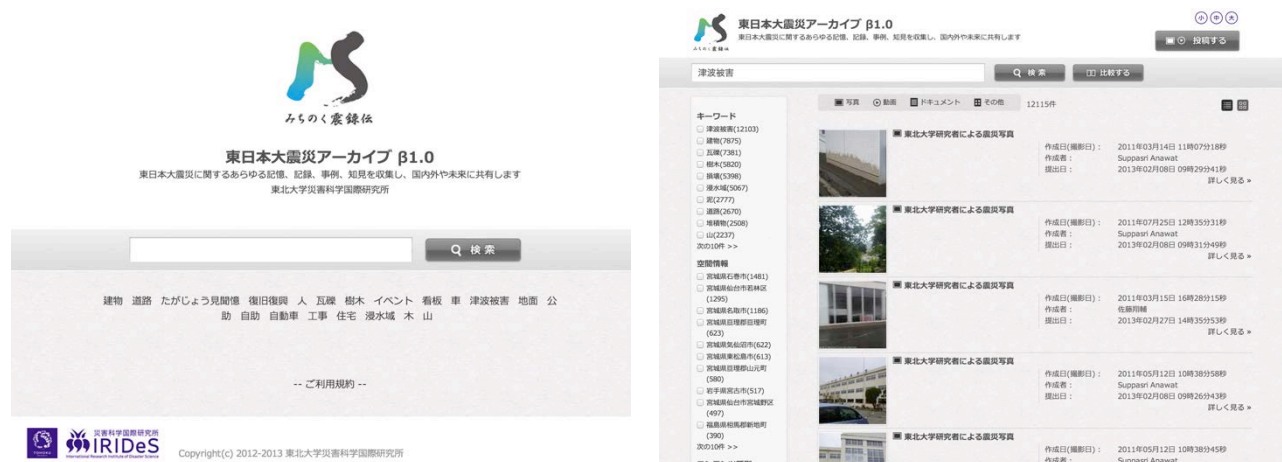 みちのく震録伝
東日本大震災アーカイブ β1.0
東日本大震災に関するあらゆる記憶、記録、事例、知見を収集し、国内外や未来に共有します
東北大学災害科学国際研究所
検索
建物 道路 たがじょう見聞憶 復旧復興 人 瓦礫 樹木 イベント 看板 車 津波被害 地面 公
助 自助 自動車 工事 住宅 浸水域 木 山
-- ご利用規約 --
災害科学国際研究所
IRIDeS
International Research Institute of Disaster Science
Copyright(c) 2012-2013 東北大学災害科学国際研究所
みちのく震録伝
東日本大震災アーカイブ β1.0
東日本大震災に関するあらゆる記憶、記録、事例、知見を収集し、国内外や未来に共有します
小 中 大
投稿する
津波被害
検索
比較する
写真 動画 ドキュメント その他 12115件
キーワード
津波被害(12103)
建物(7875)
瓦礫(7381)
樹木(5820)
損壊(5398)
浸水域(5067)
泥(2777)
道路(2670)
堆積物(2508)
山(2237)
次の10件 >>
空間情報
宮城県石巻市(1481)
宮城県仙台市若林区
(1295)
宮城県名取市(1186)
宮城県亘理郡亘理町
(623)
宮城県気仙沼市(622)
宮城県東松島市(613)
宮城県亘理郡山元町
(580)
岩手県宮古市(517)
宮城県仙台市宮城野区
(497)
福島県相馬郡新地町
(390)
次の10件 >>
東北大学研究者による震災写真
作成日(撮影日)： 2011年03月14日 11時07分18秒
作成者： Suppasri Anawat
提出日： 2013年02月08日 09時29分41秒
詳しく見る »
東北大学研究者による震災写真
作成日(撮影日)： 2011年07月25日 12時35分31秒
作成者： Suppasri Anawat
提出日： 2013年02月08日 09時31分49秒
詳しく見る »
東北大学研究者による震災写真
作成日(撮影日)： 2011年03月15日 16時28分15秒
作成者： 佐藤翔輔
提出日： 2013年02月27日 14時35分53秒
詳しく見る »
東北大学研究者による震災写真
作成日(撮影日)： 2011年05月12日 10時38分58秒
作成者： Suppasri Anawat
提出日： 2013年02月08日 09時26分43秒
詳しく見る »
東北大学研究者による震災写真
作成日(撮影日)： 2011年05月12日 10時38分45秒
作成者： Suppasri Anawat